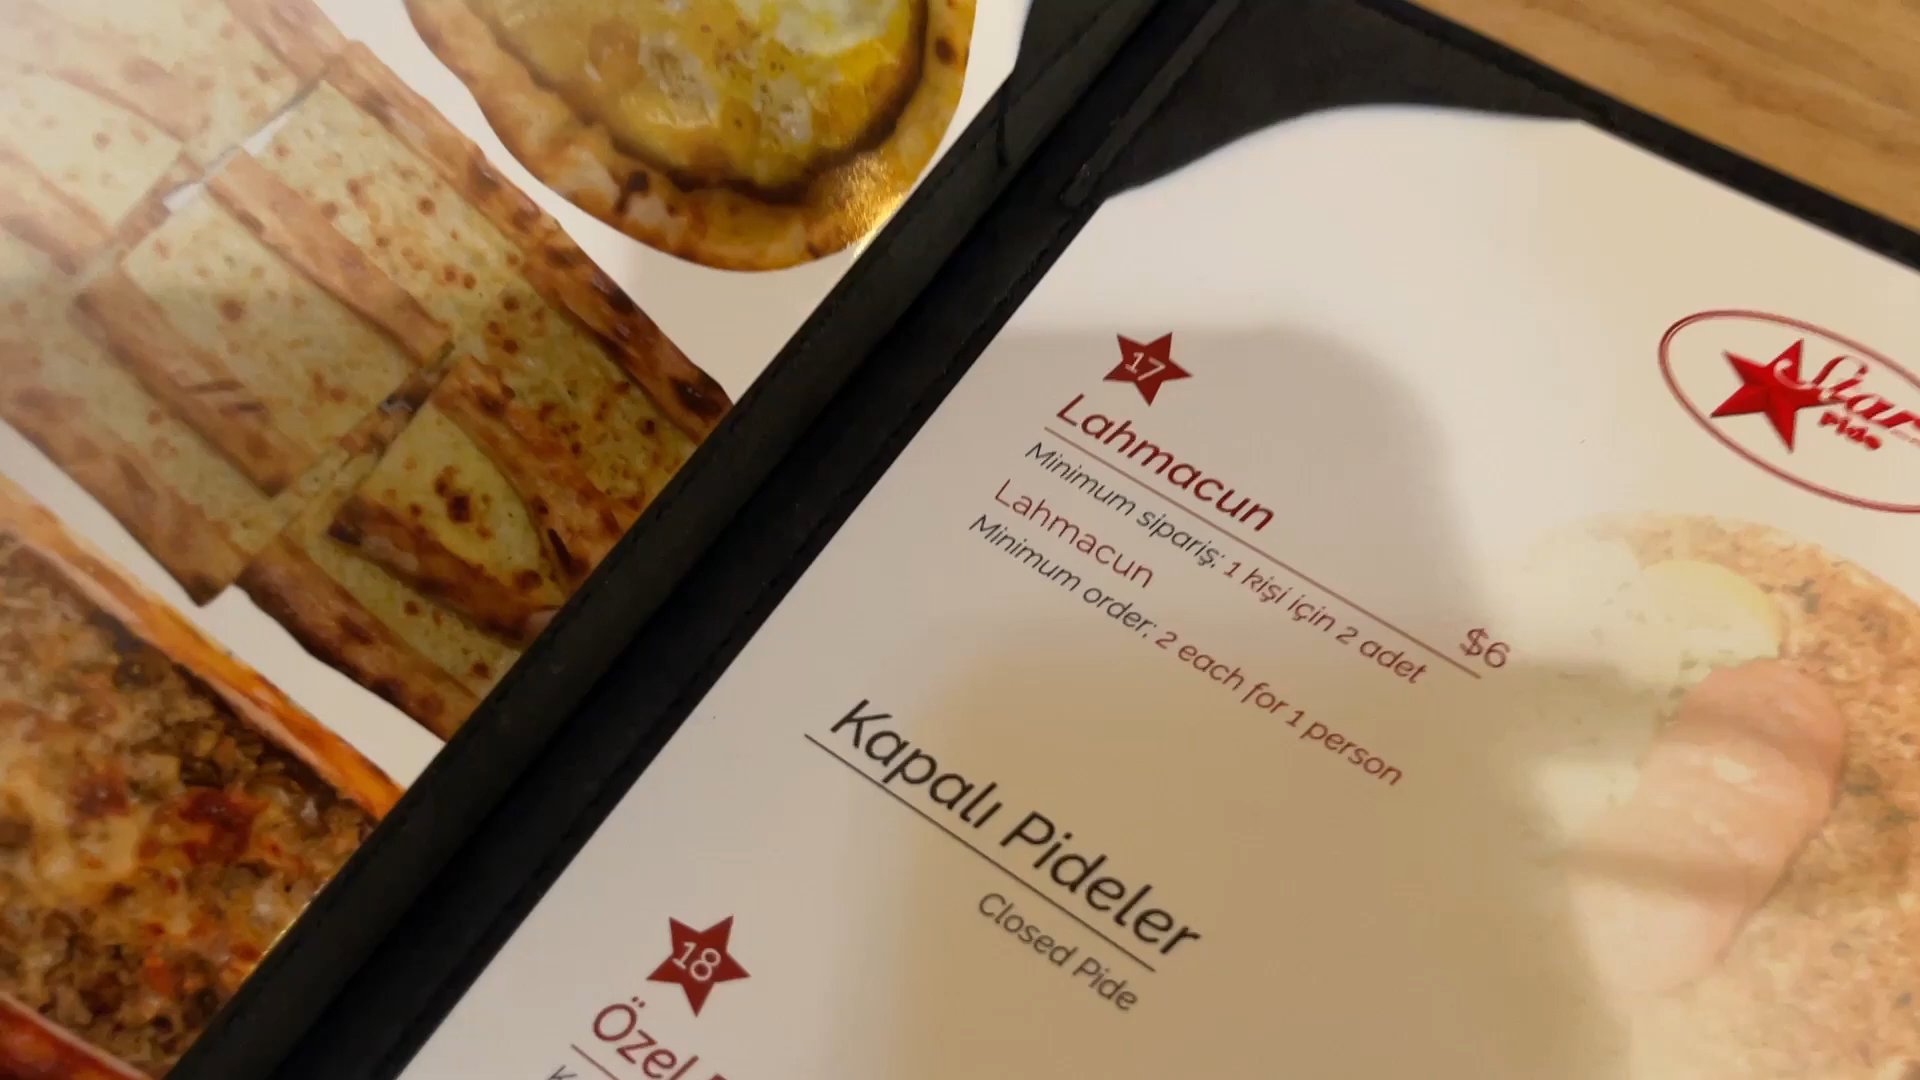 Star
Pide
17
Lahmacun
$6
Minimum sipariş: 1 kişi için 2 adet
Lahmacun
Minimum order: 2 each for 1 person
Kapalı Pideler
Closed Pide
18
Özel